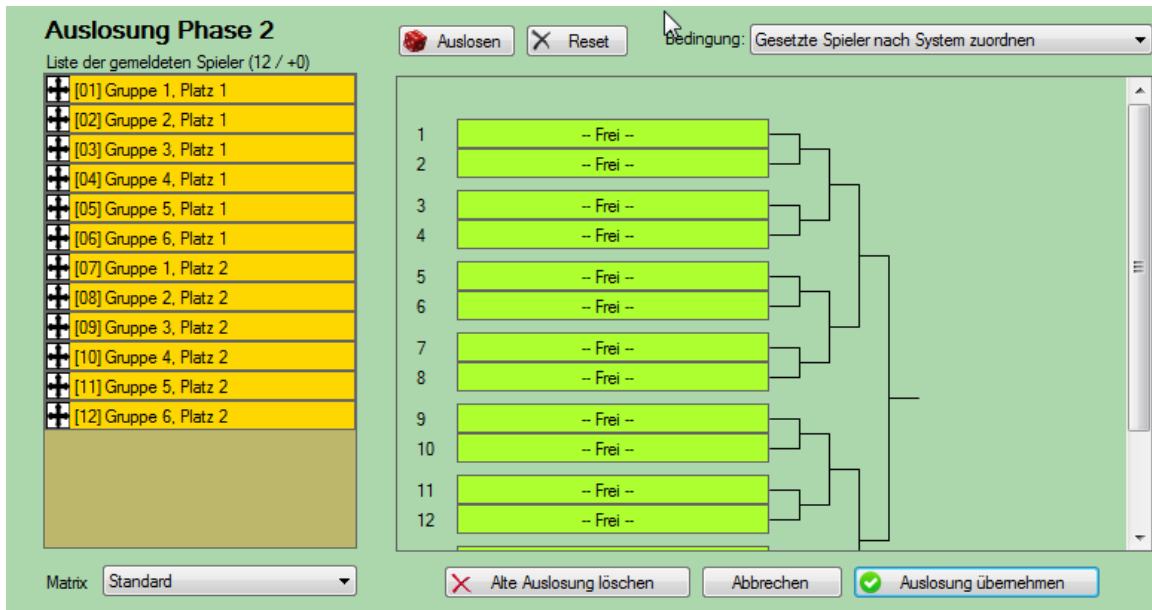 Auslosung Phase 2
Liste der gemeldeten Spieler (12 / +0)
[01] Gruppe 1, Platz 1
[02] Gruppe 2, Platz 1
[03] Gruppe 3, Platz 1
[04] Gruppe 4, Platz 1
[05] Gruppe 5, Platz 1
[06] Gruppe 6, Platz 1
[07] Gruppe 1, Platz 2
[08] Gruppe 2, Platz 2
[09] Gruppe 3, Platz 2
[10] Gruppe 4, Platz 2
[11] Gruppe 5, Platz 2
[12] Gruppe 6, Platz 2
Matrix Standard
Auslosen Reset Bedingung: Gesetzte Spieler nach System zuordnen
1 -- Frei --
2 -- Frei --
3 -- Frei --
4 -- Frei --
5 -- Frei --
6 -- Frei --
7 -- Frei --
8 -- Frei --
9 -- Frei --
10 -- Frei --
11 -- Frei --
12 -- Frei --
Alte Auslosung löschen Abbrechen Auslosung übernehmen